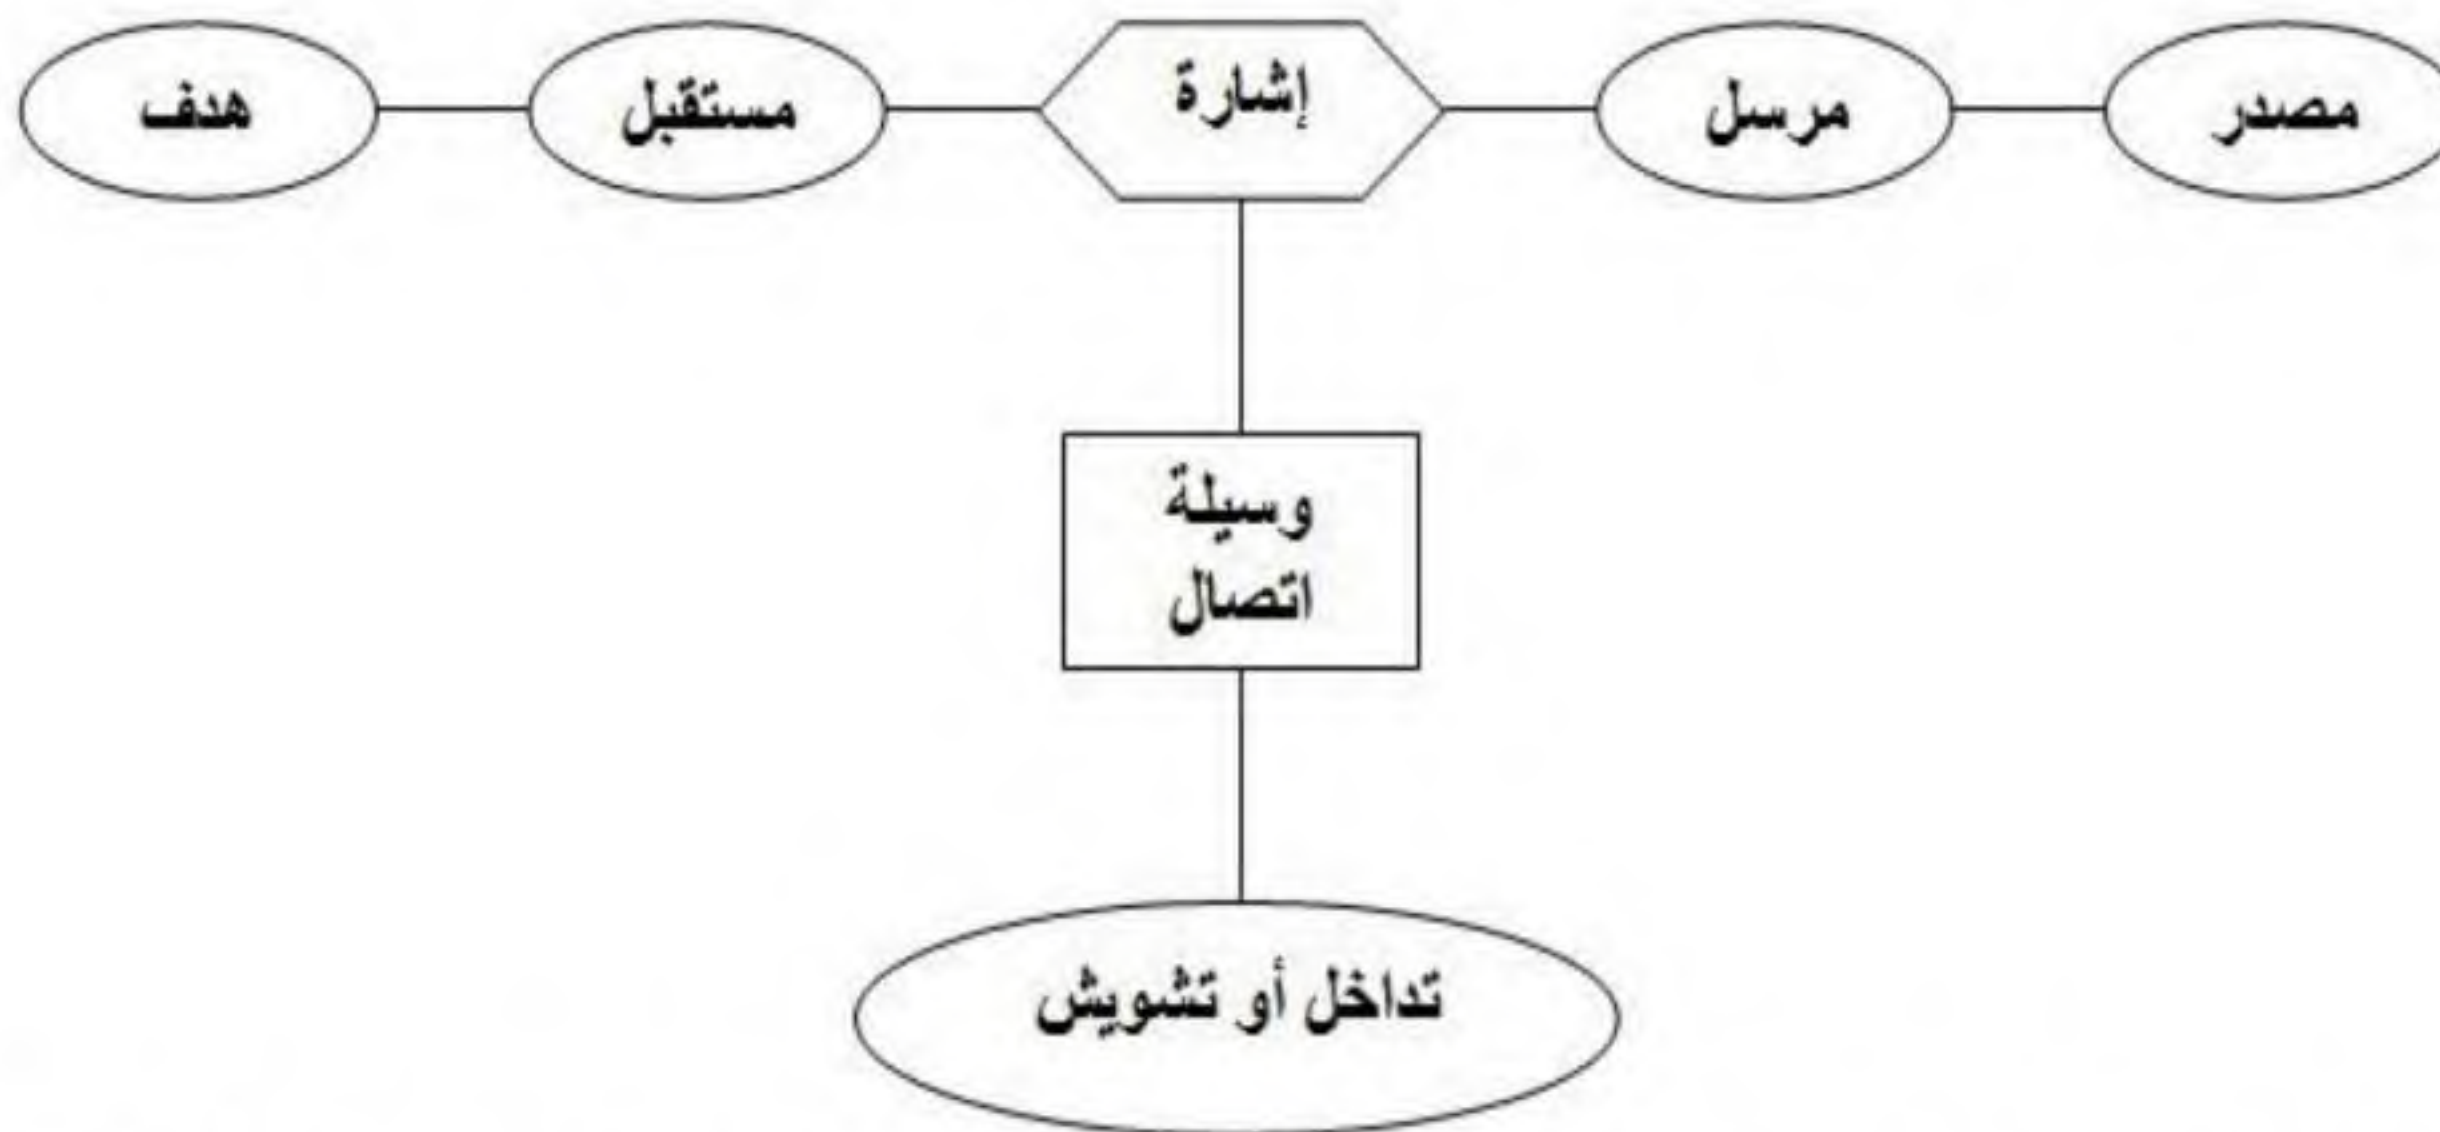 مصدر
مرسل
إشارة
مستقبل
هدف
وسيلة
اتصال
تداخل أو تشويش